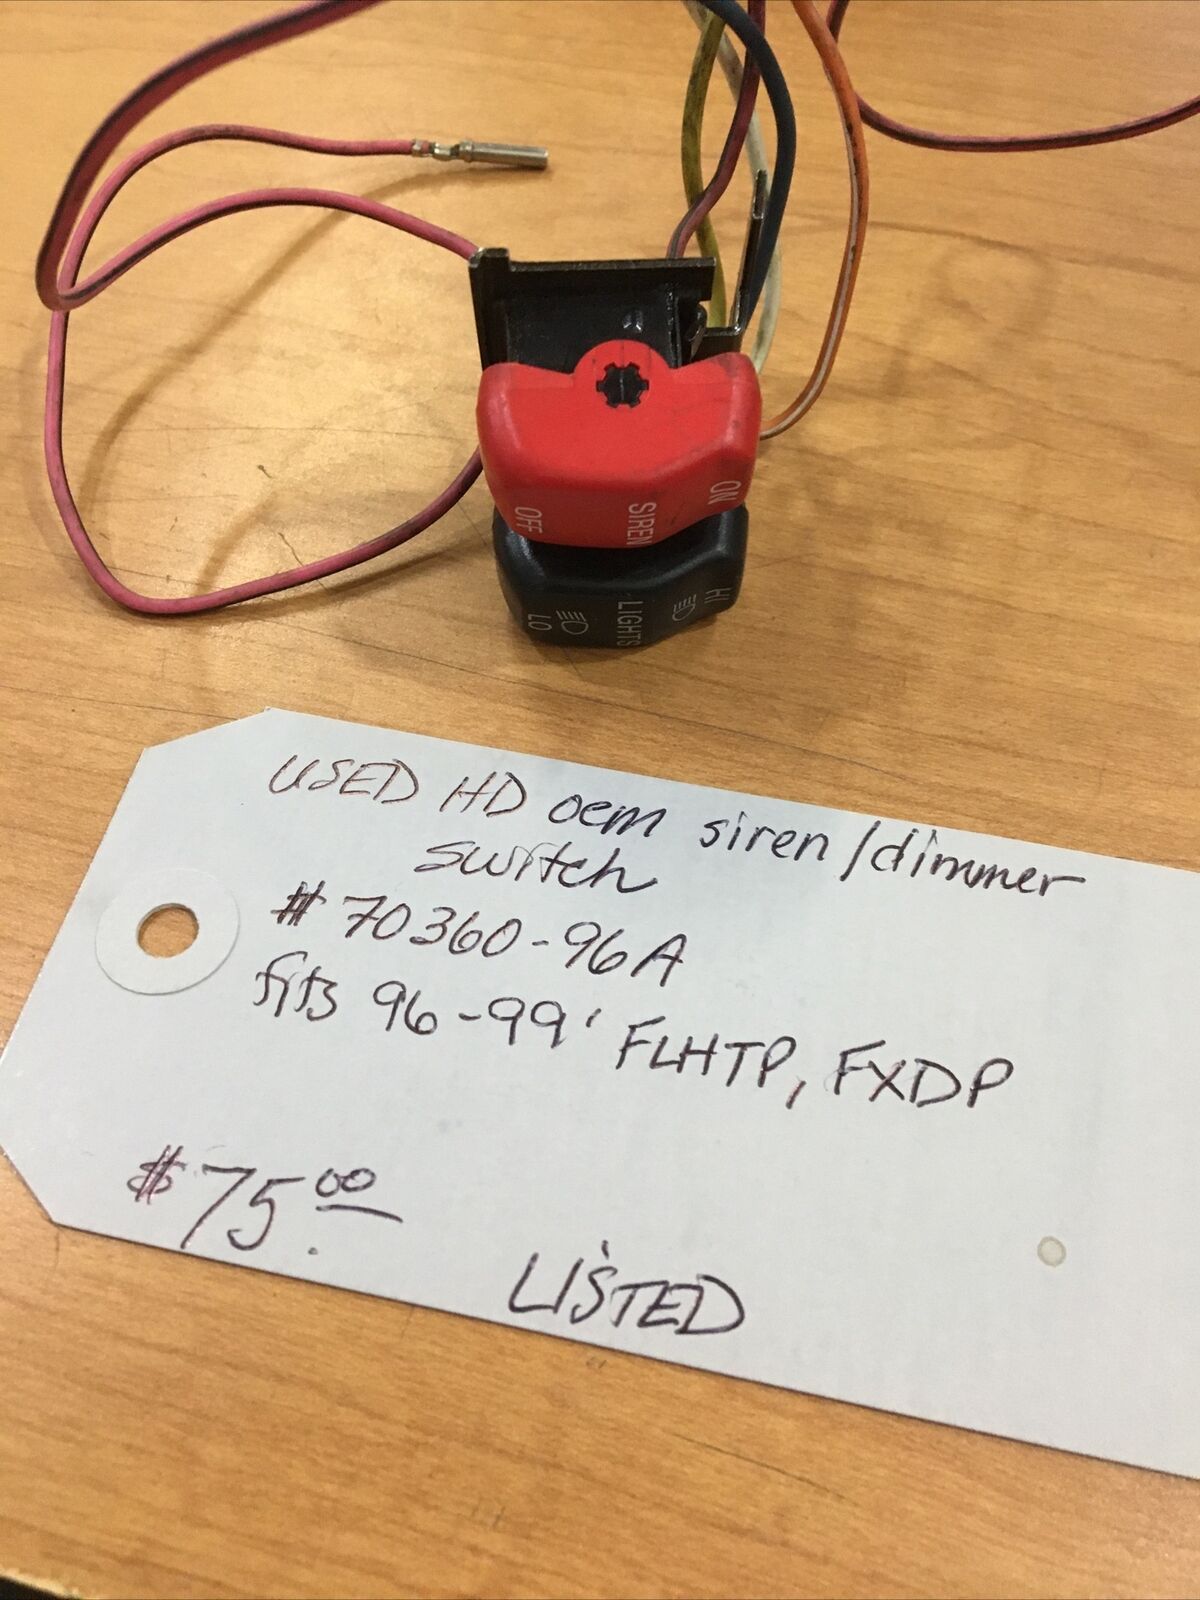 ON
SIREN
OFF
HI
LIGHTS
LO
USED HD oem siren/dimmer
switch
# 70360-96A
fits 96-99' FLHTP, FXDP
$75.00
LISTED